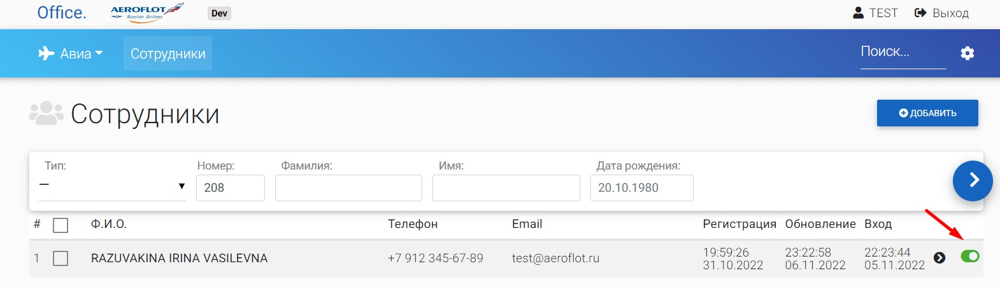 Office.
AEROFLOT
Russian Airlines
Dev
TEST
Выход
Авиа
Сотрудники
Поиск...
Сотрудники
ДОБАВИТЬ
Тип: Номер: Фамилия: Имя: Дата рождения:
— 208 20.10.1980
# Ф.И.О. Телефон Email Регистрация Обновление Вход
1 RAZUVAKINA IRINA VASILEVNA +7 912 345-67-89 test@aeroflot.ru 19:59:26 23:22:58 22:23:44
31.10.2022 06.11.2022 05.11.2022